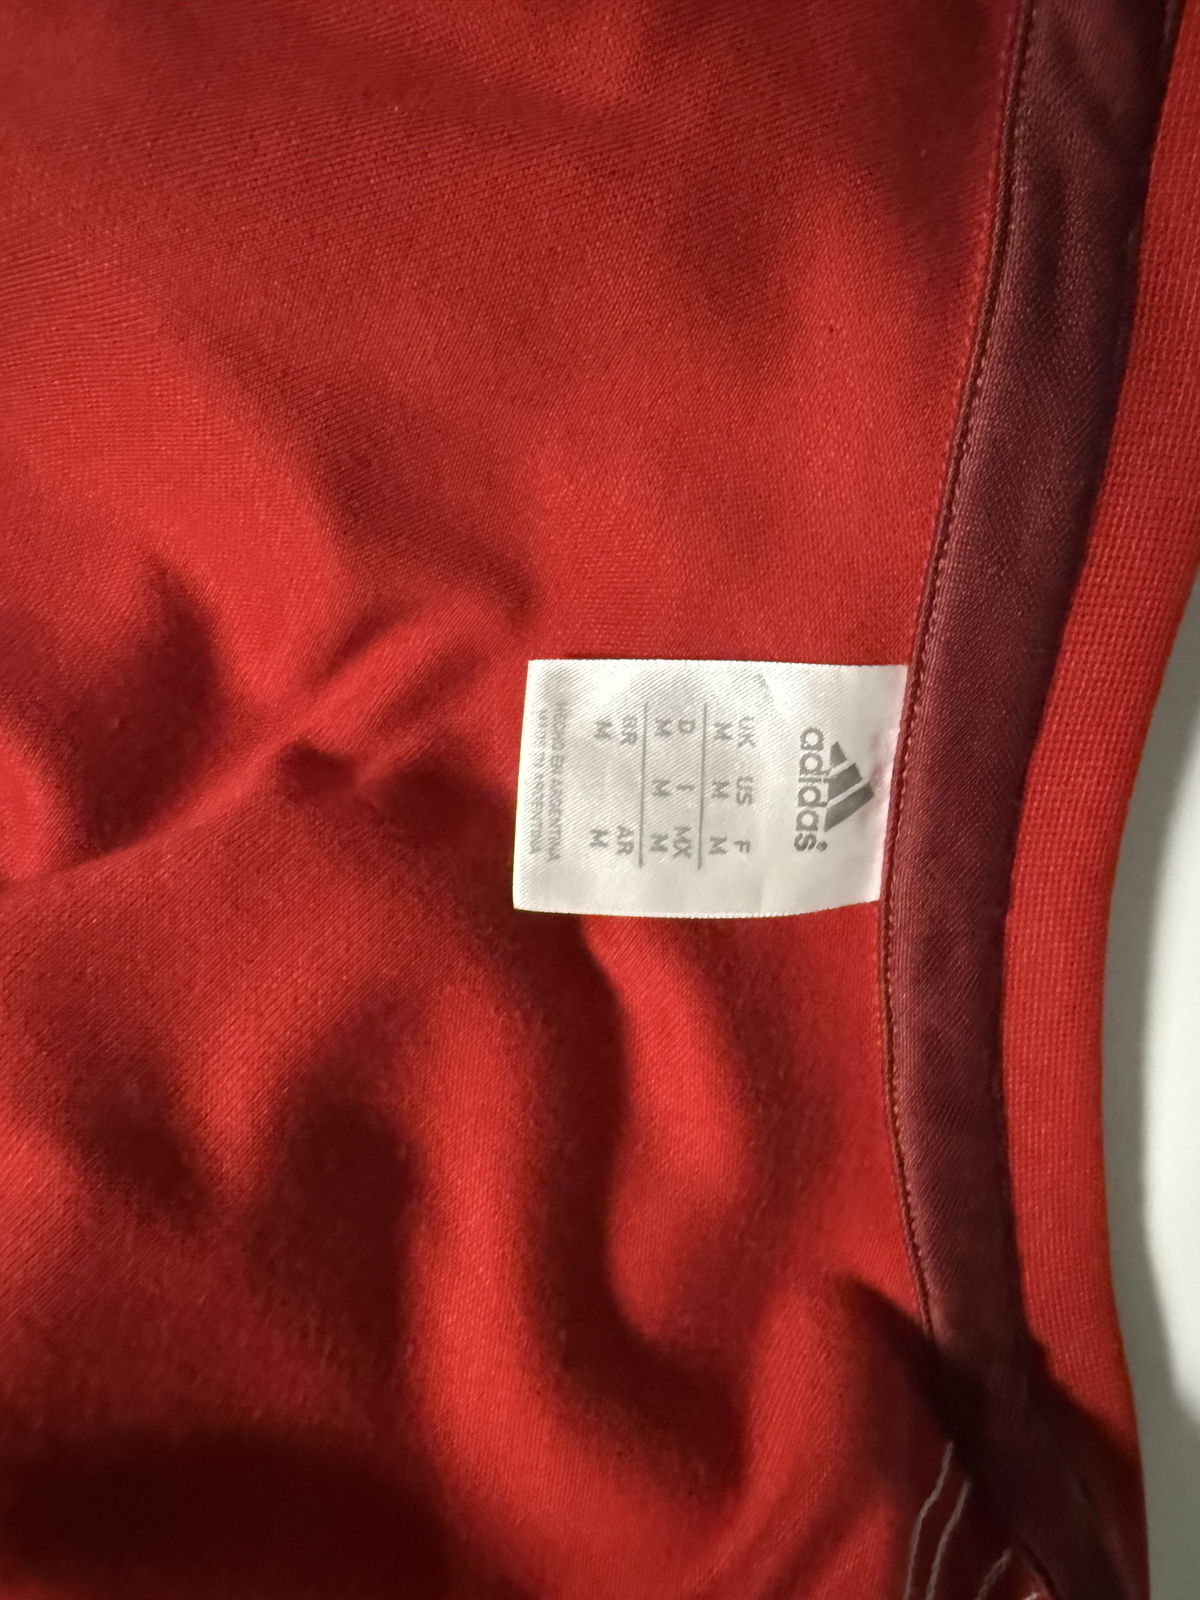 adidas
UK US F
M M M
D I MX
M M M
BR AR
M M
HECHO EN ARGENTINA
MADE IN ARGENTINA